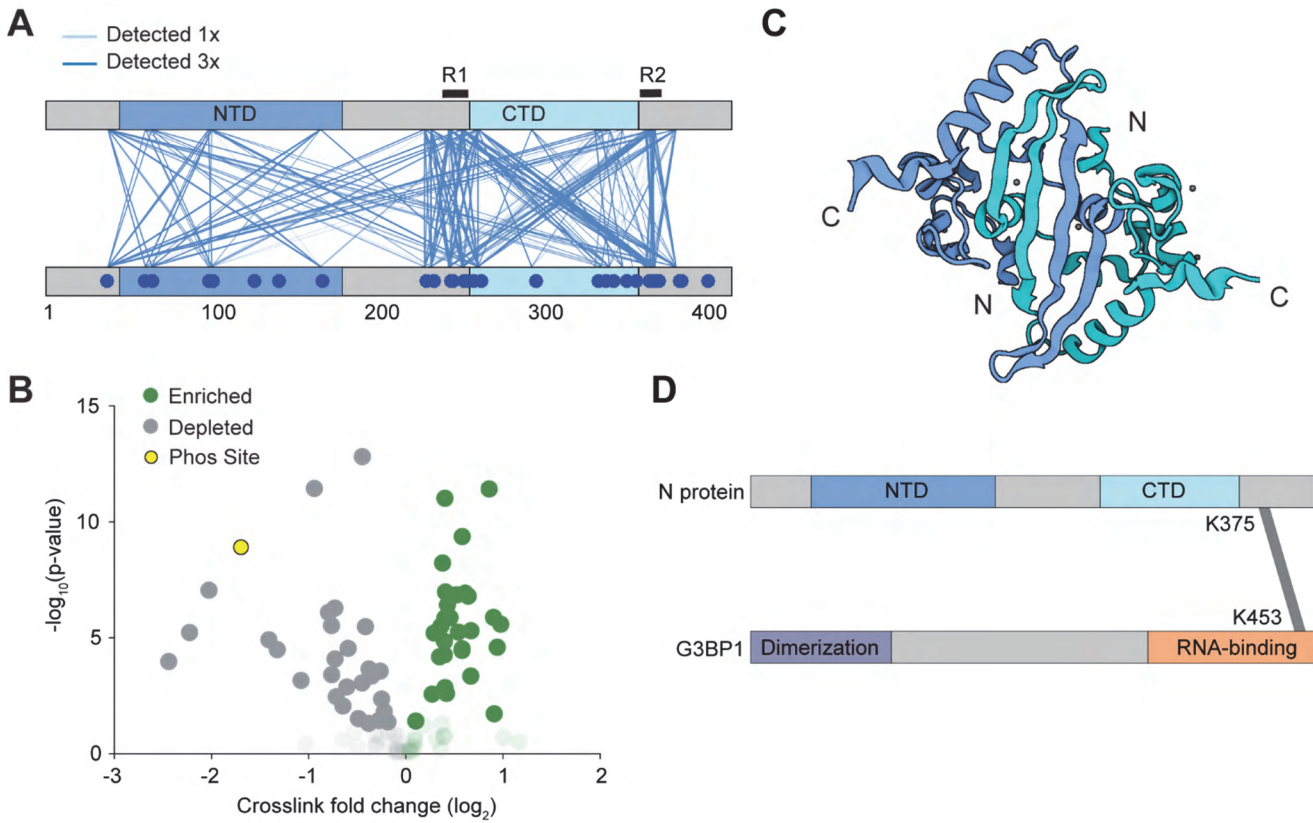 A
Detected 1x
Detected 3x
R1
R2
NTD
CTD
1
100
200
300
400
B
Enriched
Depleted
Phos Site
15
10
5
0
-log10(p-value)
-3
-2
-1
0
1
2
Crosslink fold change (log2)
C
N
C
N
C
D
N protein
NTD
CTD
K375
K453
G3BP1
Dimerization
RNA-binding